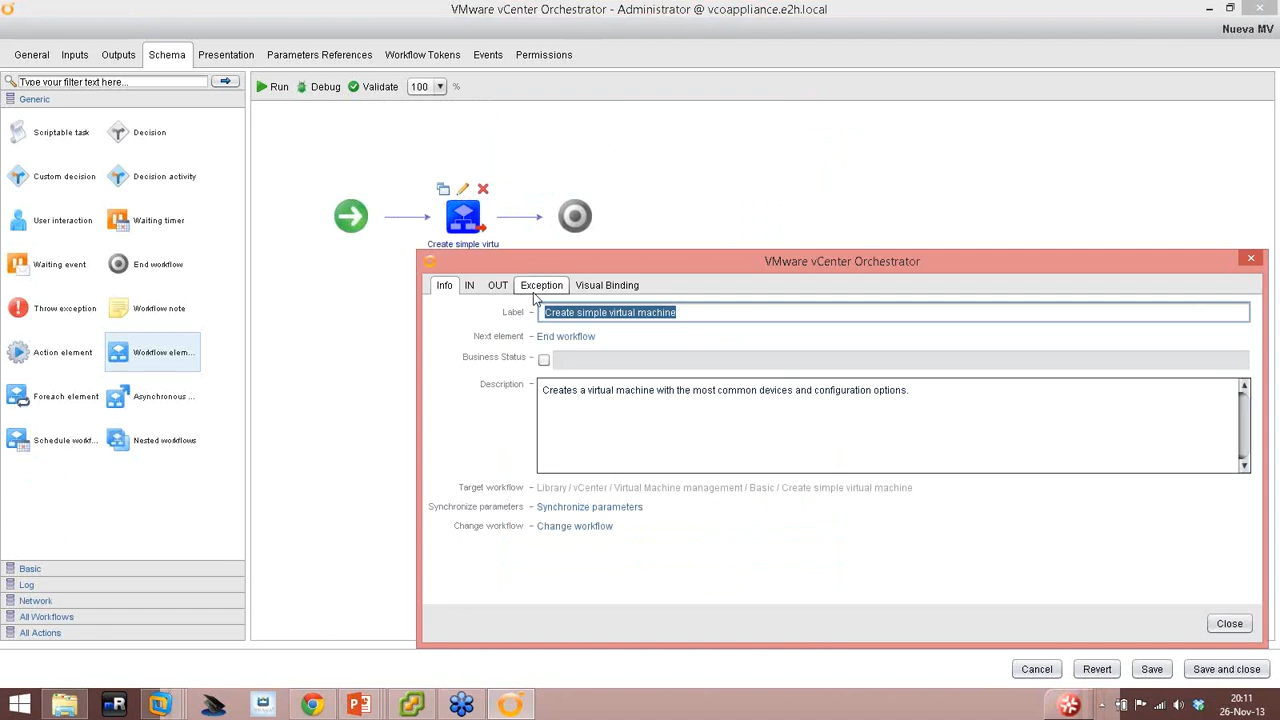 VMware vCenter Orchestrator - Administrator @ vcoappliance.e2h.local
Nueva MV
General Inputs Outputs Schema Presentation Parameters References Workflow Tokens Events Permissions
Type your filter text here...
Run Debug Validate 100 %
Generic
Scriptable task Decision
Custom decision Decision activity
User interaction Waiting timer
Waiting event End workflow
Throw exception Workflow note
Action element Workflow elem...
Foreach element Asynchronous ...
Schedule workf... Nested workflows
Basic
Log
Network
All Workflows
All Actions
Create simple virtu
VMware vCenter Orchestrator
Info IN OUT Exception Visual Binding
Label Create simple virtual machine
Next element End workflow
Business Status
Description Creates a virtual machine with the most common devices and configuration options.
Target workflow Library / vCenter / Virtual Machine management / Basic / Create simple virtual machine
Synchronize parameters Synchronize parameters
Change workflow Change workflow
Close
Cancel Revert Save Save and close
20:11
26-Nov-13